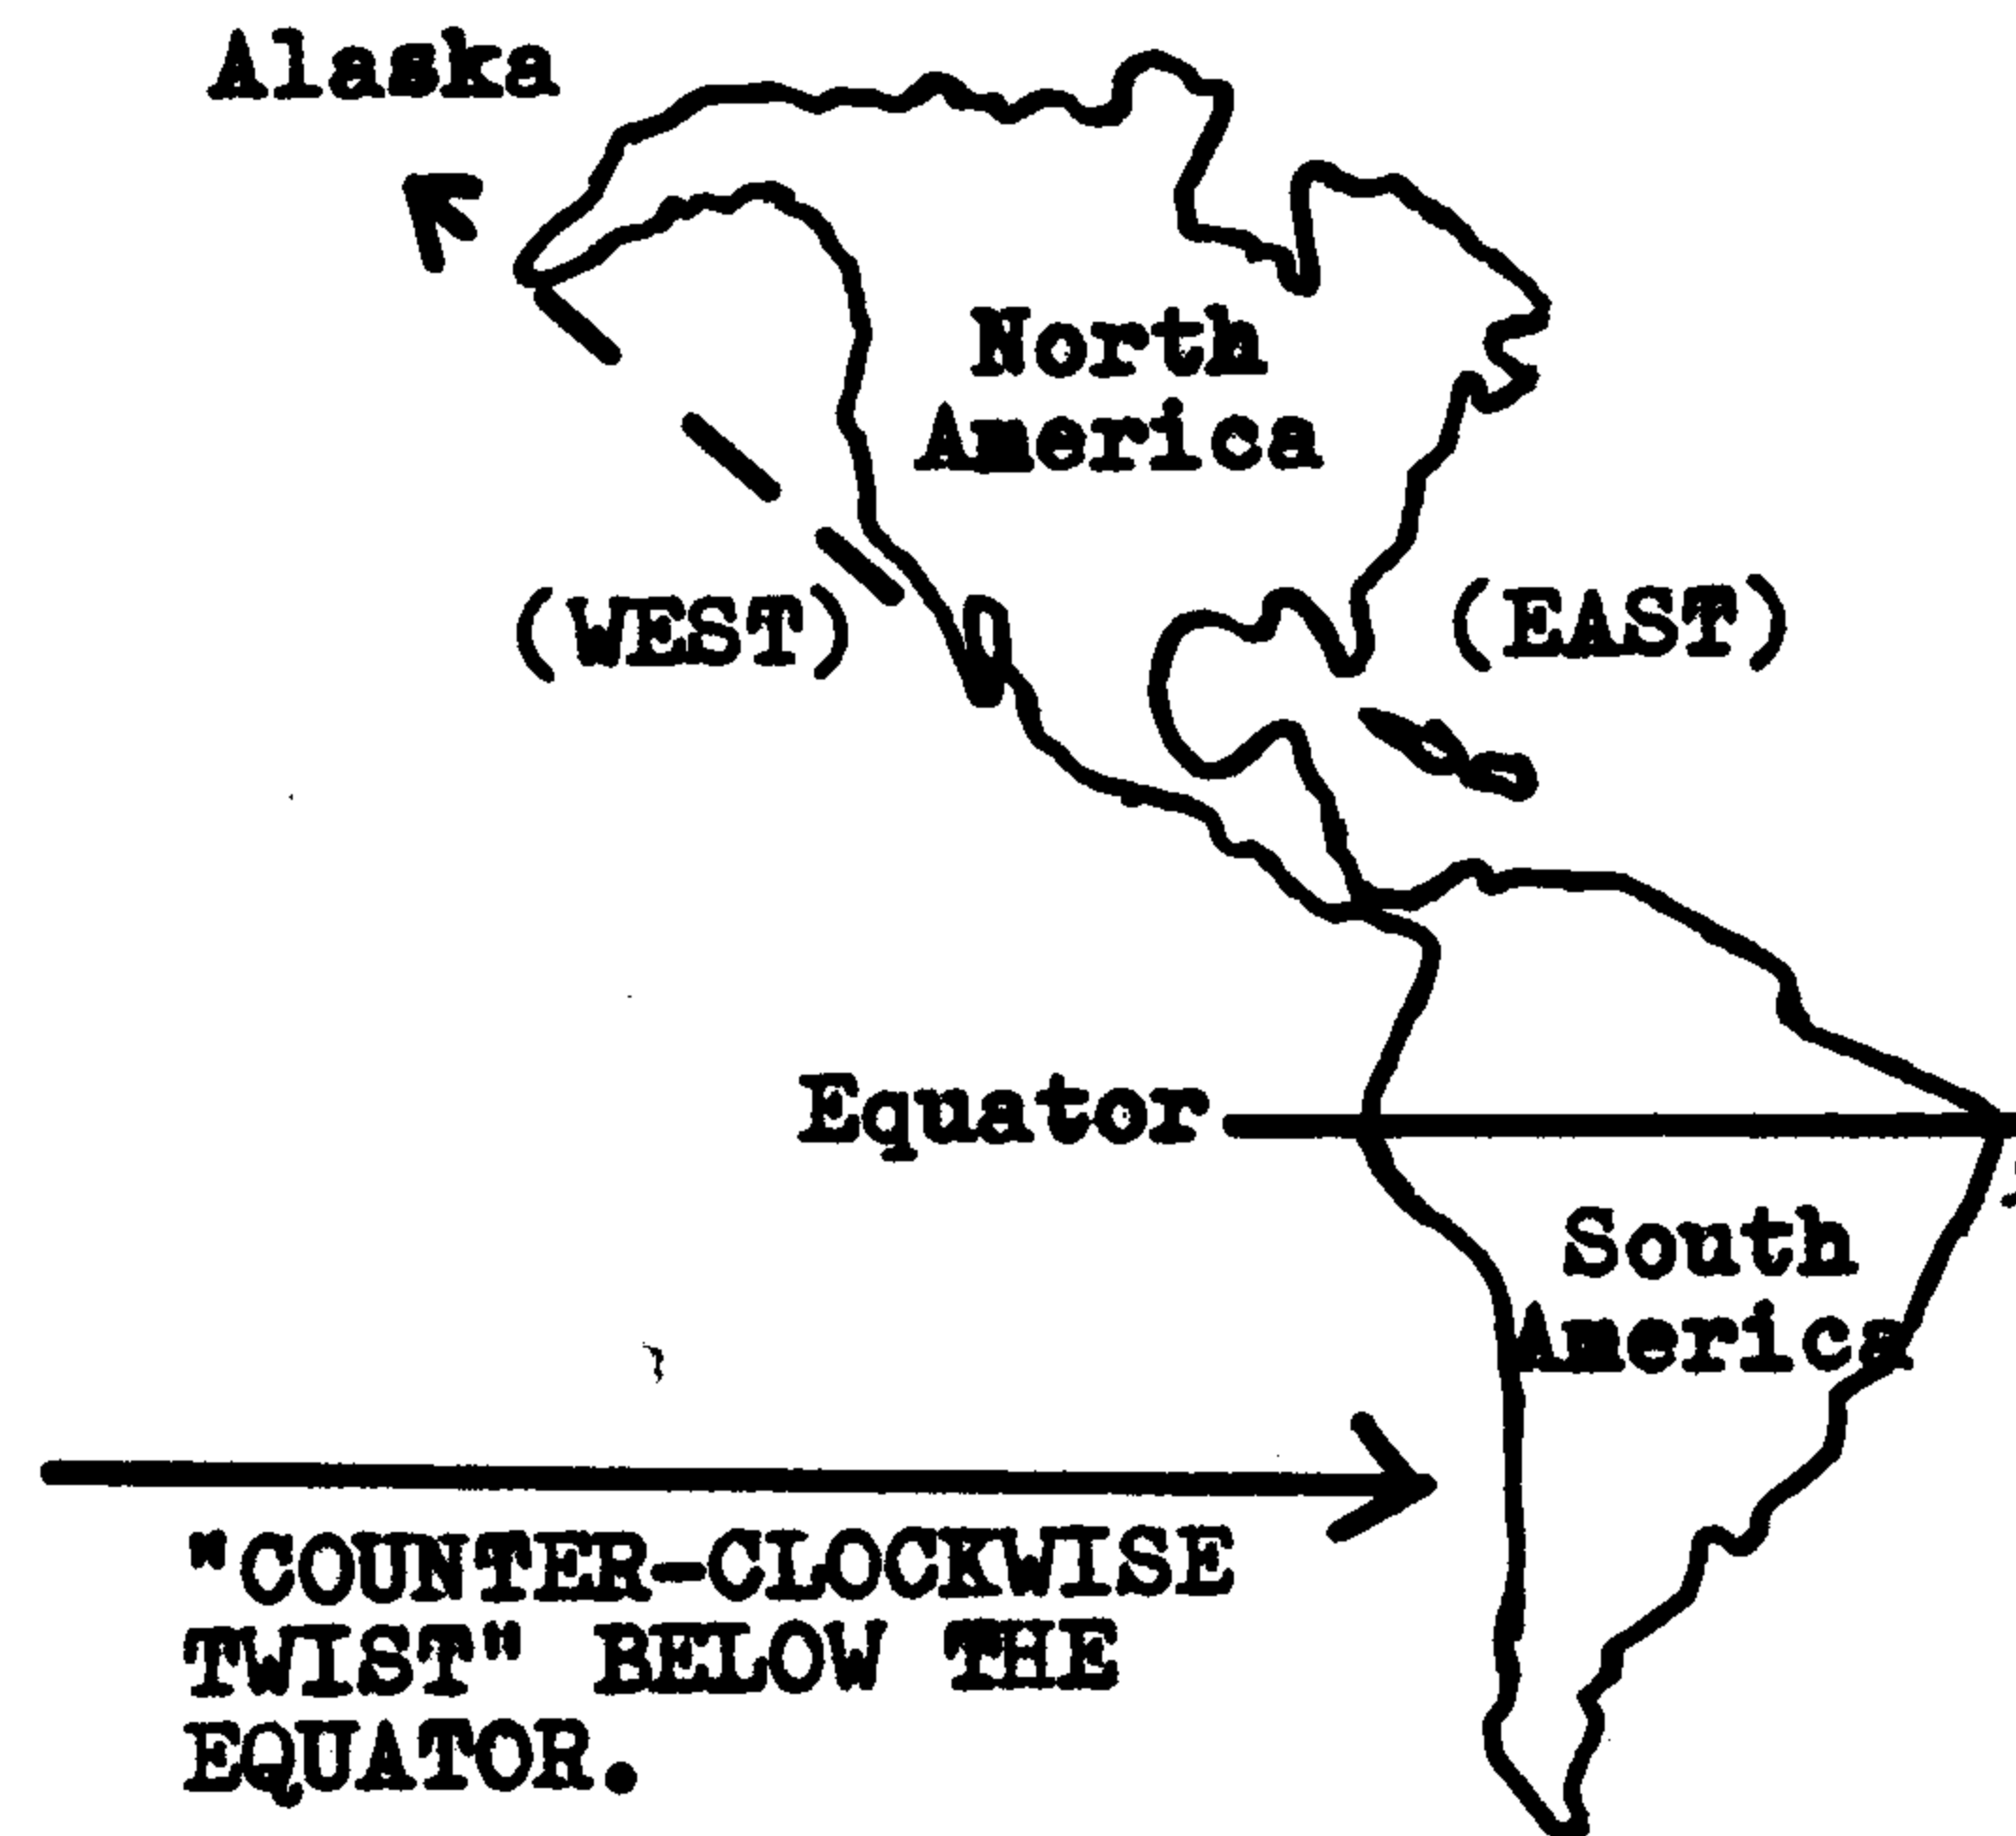 Alaska
North
America
(WEST)
(EAST)
Equator
South
America
"COUNTER-CLOCKWISE
TWIST" BELOW THE
EQUATOR.